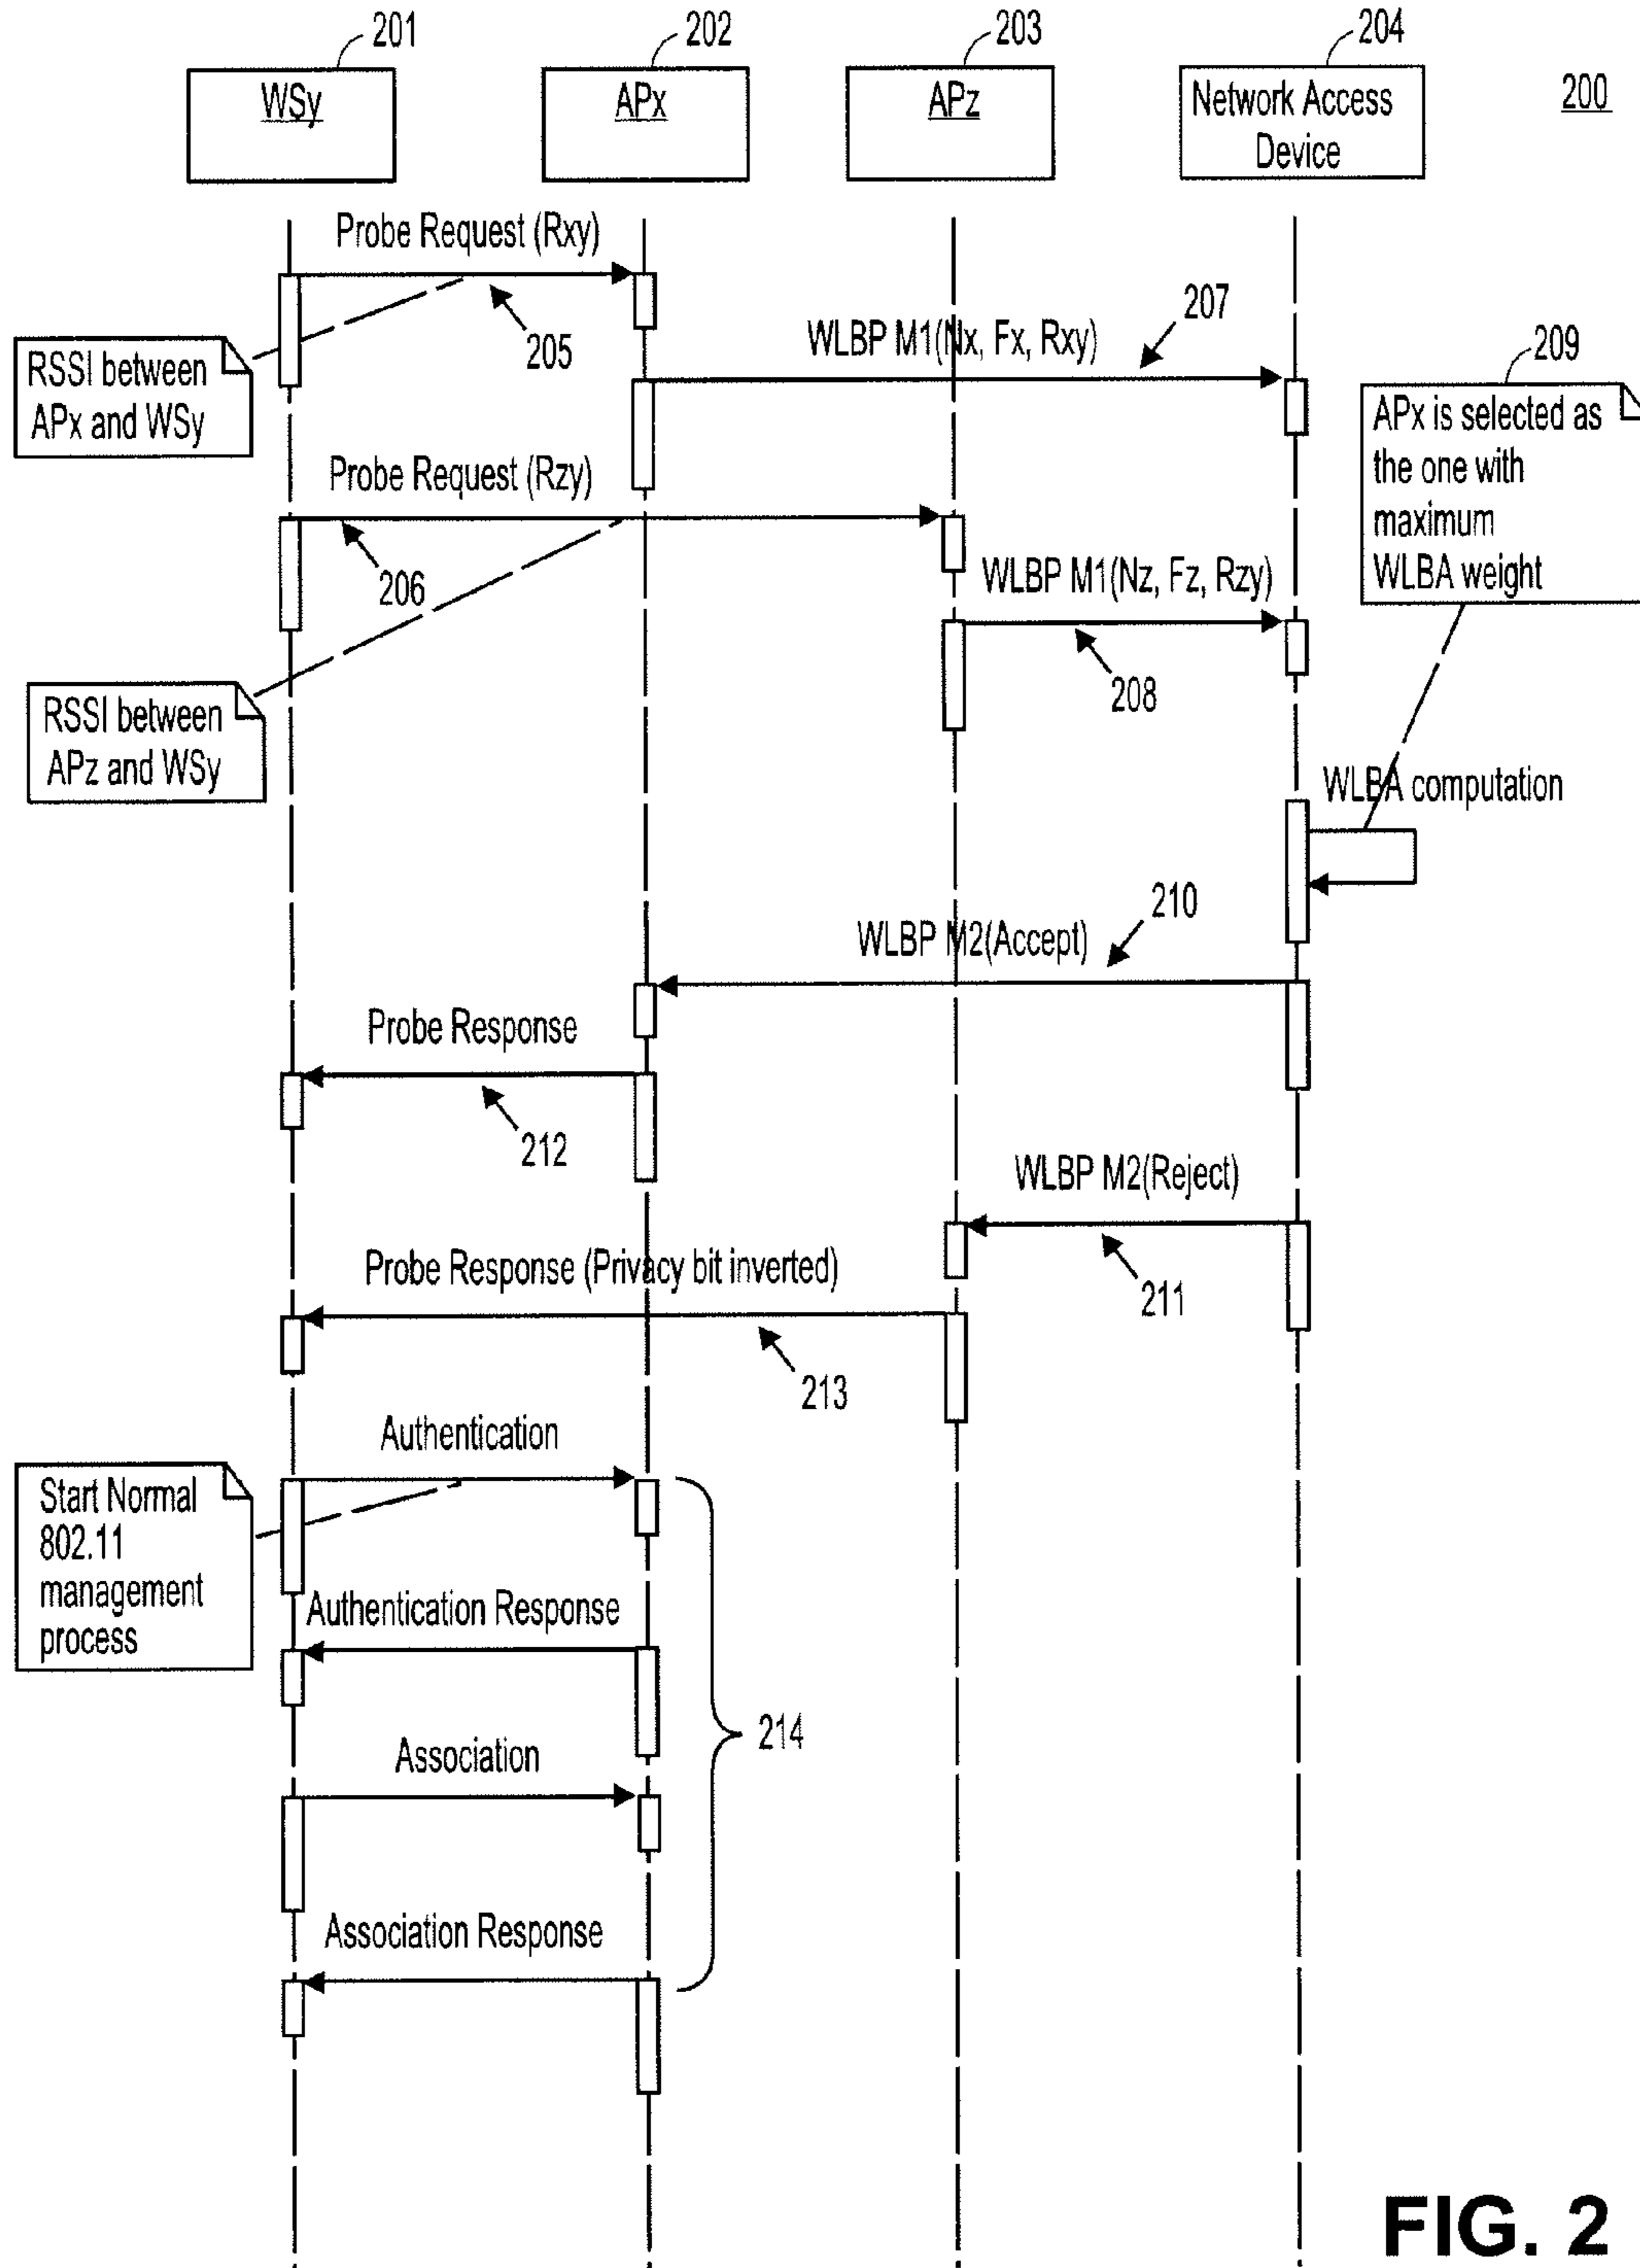 201
202
203
204
200
WSy
APx
APz
Network Access
Device
Probe Request (Rxy)
205
207
WLBP M1(Nx, Fx, Rxy)
RSSI between
APx and WSy
209
APx is selected as
the one with
maximum
WLBA weight
Probe Request (Rzy)
206
WLBP M1(Nz, Fz, Rzy)
208
RSSI between
APz and WSy
WLBA computation
210
WLBP M2(Accept)
Probe Response
212
WLBP M2(Reject)
211
Probe Response (Privacy bit inverted)
213
Authentication
Start Normal
802.11
management
process
Authentication Response
214
Association
Association Response
FIG. 2